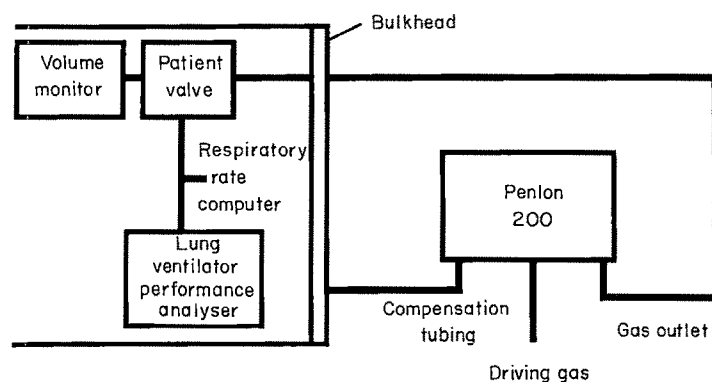 Bulkhead
Volume
monitor
Patient
valve
Respiratory
rate
computer
Lung
ventilator
performance
analyser
Penlon
200
Compensation
tubing
Gas outlet
Driving gas